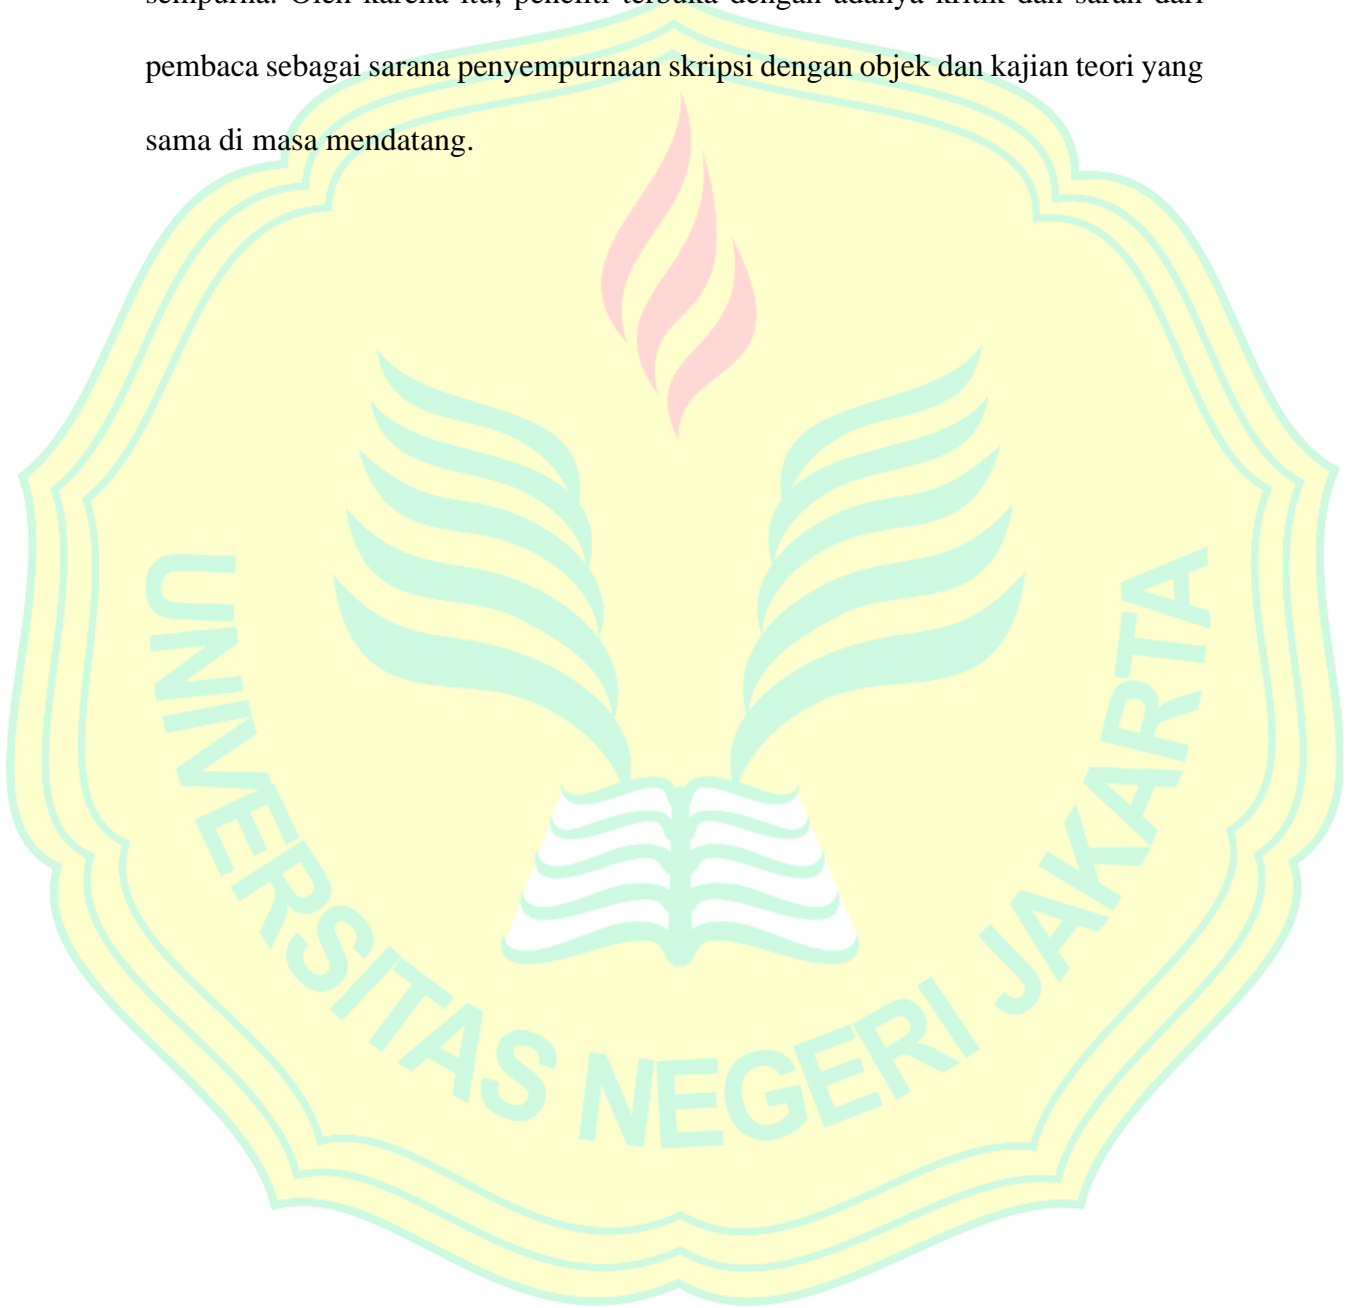 sempurna. Oleh karena itu, peneliti terbuka dengan adanya kritik dan saran dari
pembaca sebagai sarana penyempurnaan skripsi dengan objek dan kajian teori yang
sama di masa mendatang.
UNIVERSITAS NEGERI JAKARTA